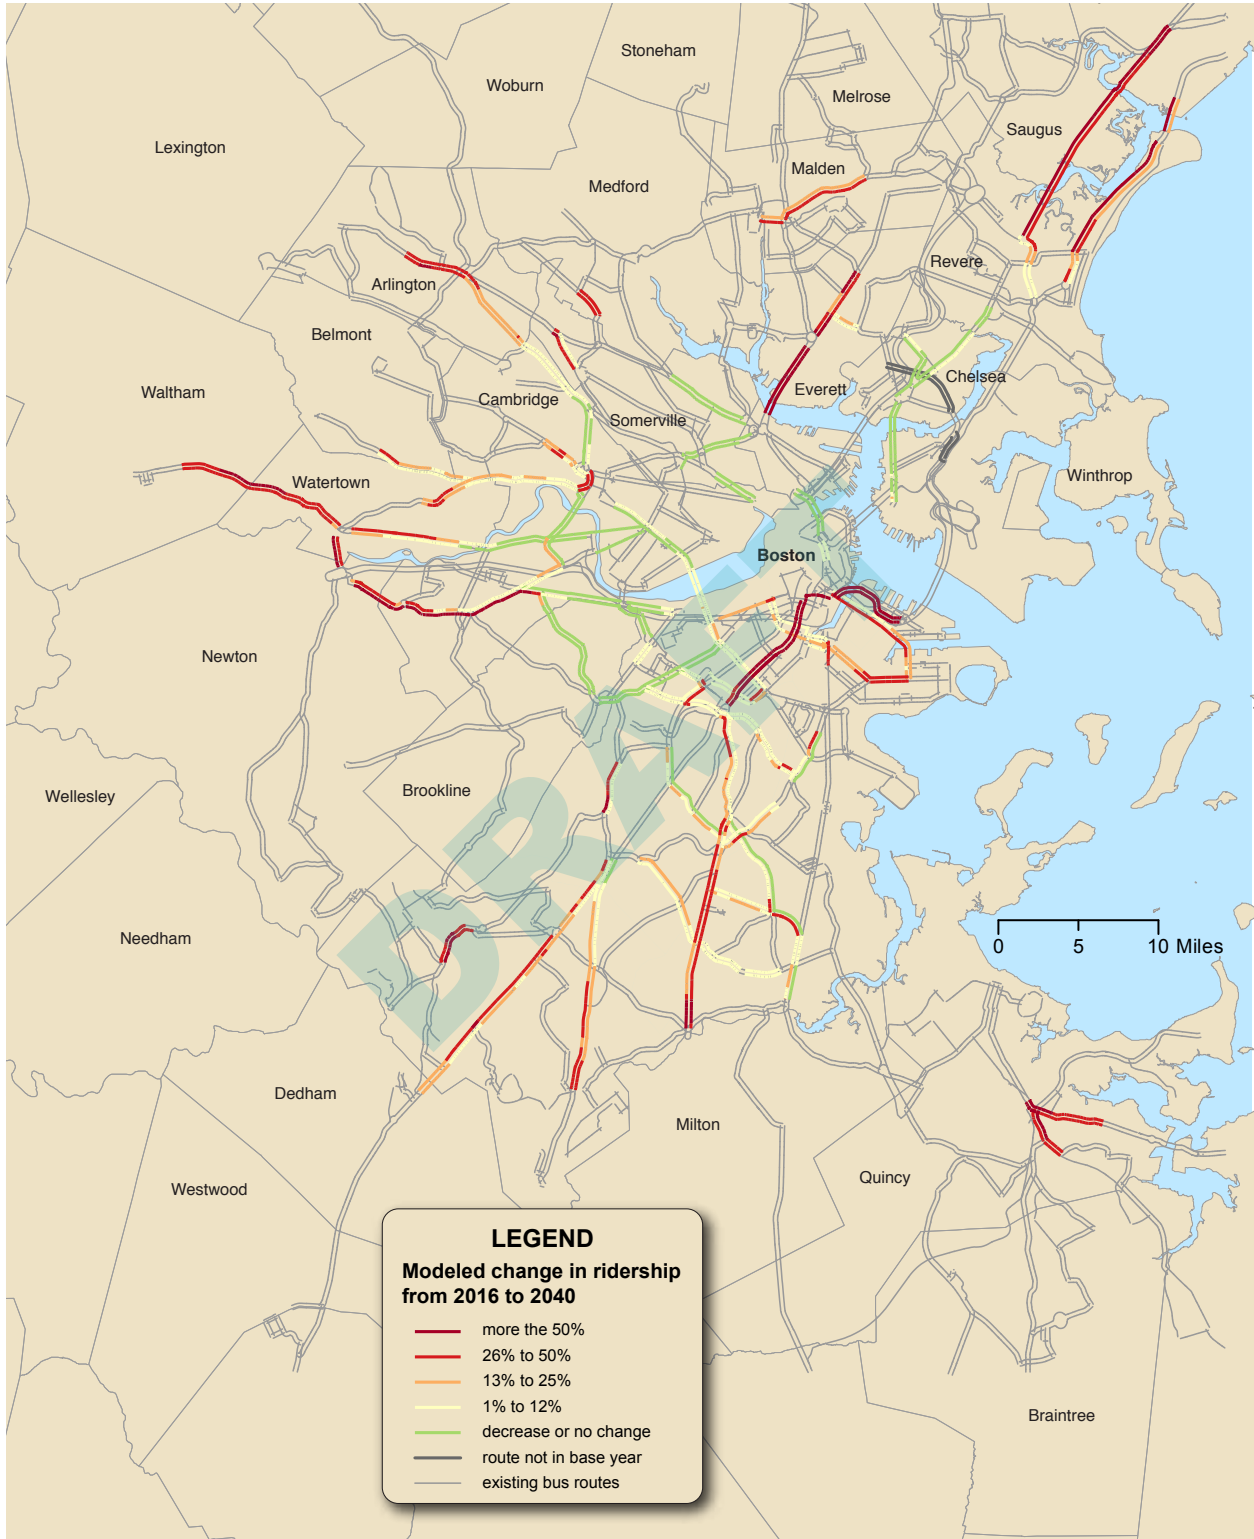 Stoneham
Woburn
Melrose
Saugus
Lexington
Malden
Medford
Revere
Arlington
Belmont
Chelsea
Everett
Waltham
Cambridge
Somerville
Winthrop
Watertown
Boston
Newton
Brookline
Wellesley
Needham
0 5 10 Miles
DRAFT
Dedham
Milton
Quincy
Westwood
Braintree
LEGEND
Modeled change in ridership
from 2016 to 2040
more the 50%
26% to 50%
13% to 25%
1% to 12%
decrease or no change
route not in base year
existing bus routes